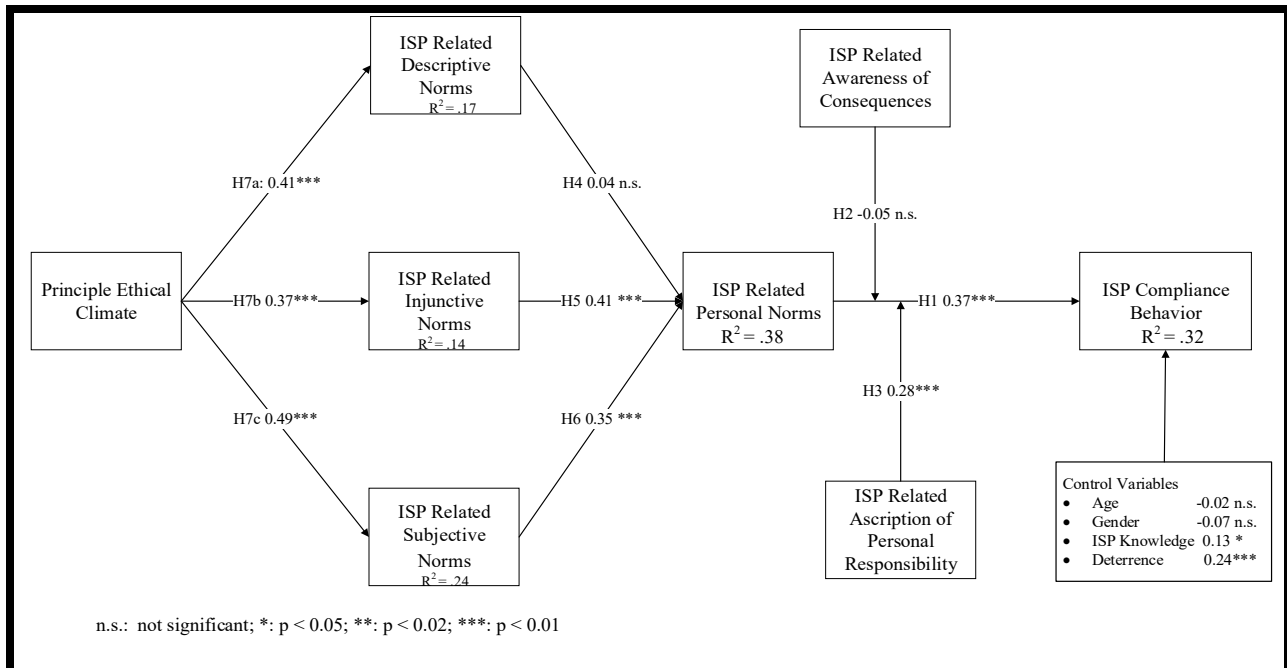 ISP Related
Descriptive
Norms
R² = .17
ISP Related
Awareness of
Consequences
H7a: 0.41***
H4 0.04 n.s.
H2 -0.05 n.s.
Principle Ethical
Climate
H7b 0.37***
ISP Related
Injunctive
Norms
R² = .14
H5 0.41 ***
ISP Related
Personal Norms
R² = .38
H1 0.37***
ISP Compliance
Behavior
R² = .32
H3 0.28***
H7c 0.49***
H6 0.35 ***
ISP Related
Subjective
Norms
R² = .24
ISP Related
Ascription of
Personal
Responsibility
Control Variables
• Age -0.02 n.s.
• Gender -0.07 n.s.
• ISP Knowledge 0.13 *
• Deterrence 0.24***
n.s.: not significant; *: p < 0.05; **: p < 0.02; ***: p < 0.01